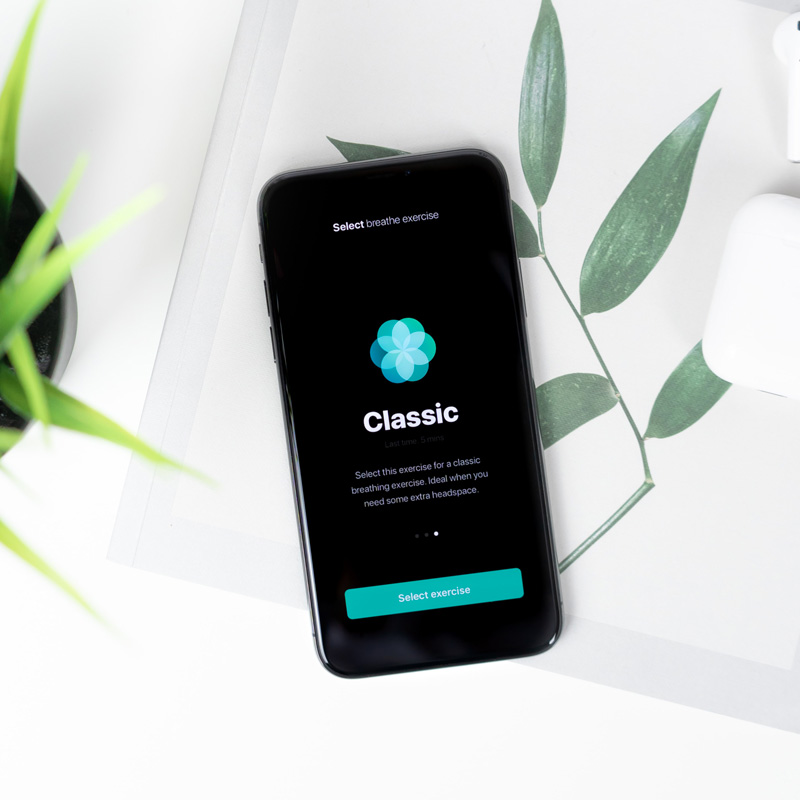 Select breathe exercise
Classic
Last time: 5 mins
Select this exercise for a classic
breathing exercise. Ideal when you
need some extra headspace.
Select exercise